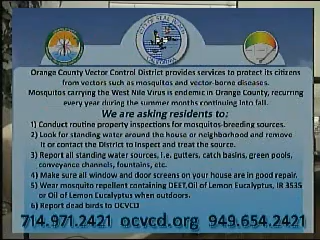 Orange County Vector Control District provides services to protect its citizens
from vectors such as mosquitos and vector-borne diseases.
Mosquitos carrying the West Nile Virus is endemic in Orange County, recurring
every year during the summer months continuing into fall.
We are asking residents to:
1) Conduct routine property inspections for mosquitos-breeding sources.
2) Look for standing water around the house or neighborhood and remove
it or contact the District to inspect and treat the source.
3) Report all standing water sources, i.e. gutters, catch basins, green pools,
conveyance channels, fountains, etc.
4) Make sure all window and door screens on your house are in good repair.
5) Wear mosquito repellent containing DEET, Oil of Lemon Eucalyptus, IR 3535
or Oil of Lemon Eucalyptus when outdoors.
6) Report dead birds to OCVCD
714.971.2421 ocvcd.org 949.654.2421